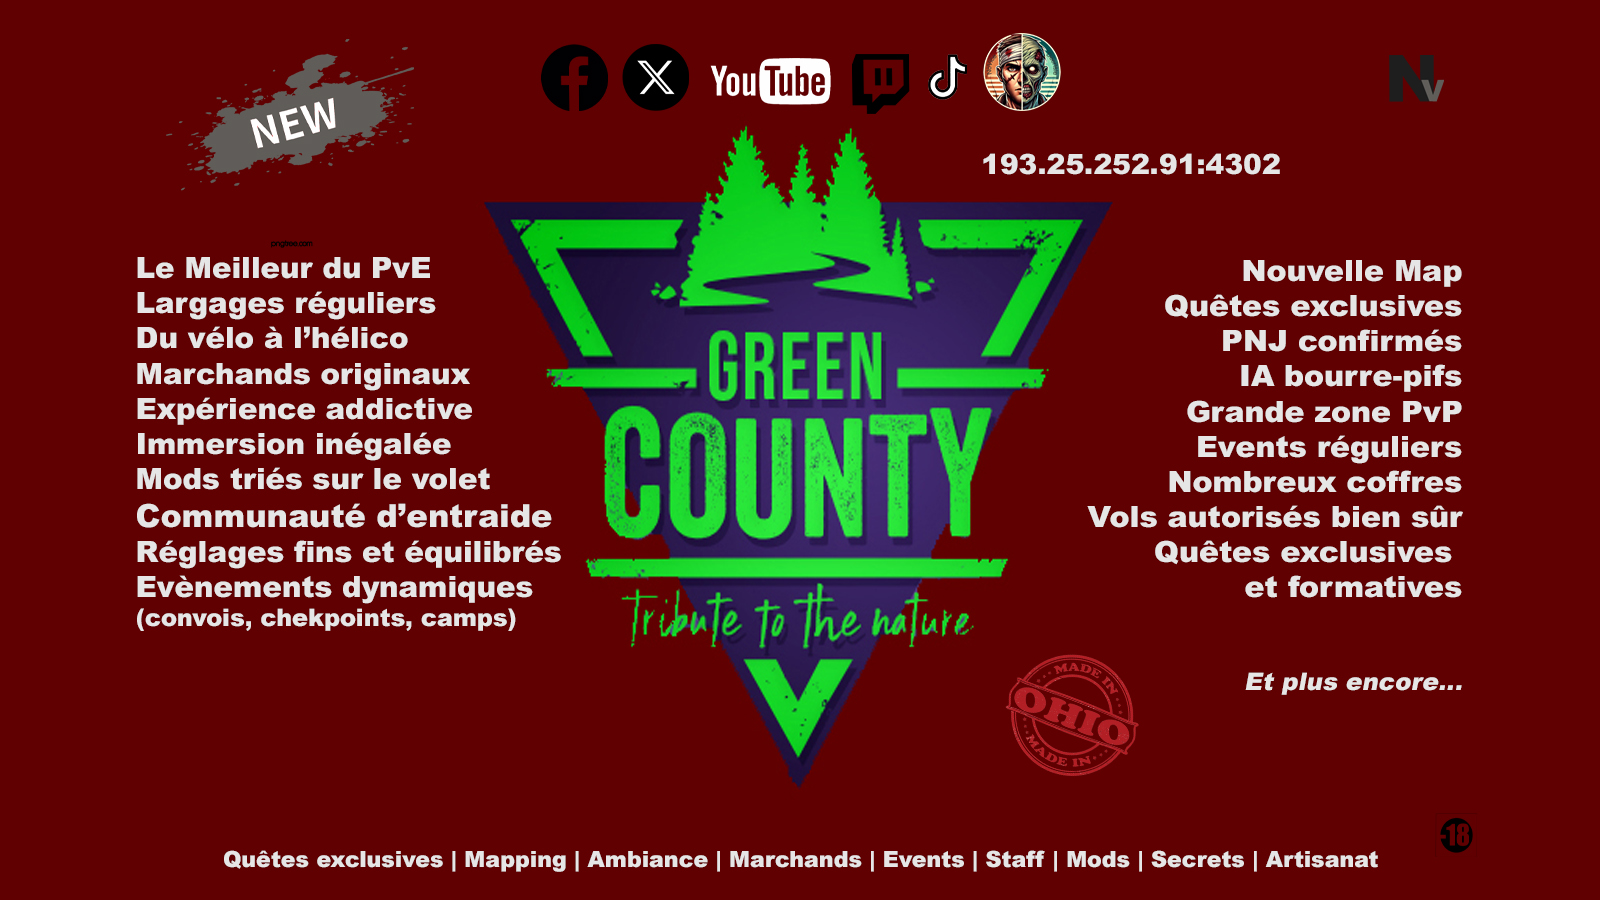 NEW
YouTube
Nv
193.25.252.91:4302
pngtree.com
Le Meilleur du PvE
Largages réguliers
Du vélo à l’hélico
Marchands originaux
Expérience addictive
Immersion inégalée
Mods triés sur le volet
Communauté d’entraide
Réglages fins et équilibrés
Evènements dynamiques
(convois, chekpoints, camps)
GREEN
COUNTY
Tribute to the nature
Nouvelle Map
Quêtes exclusives
PNJ confirmés
IA bourre-pifs
Grande zone PvP
Events réguliers
Nombreux coffres
Vols autorisés bien sûr
Quêtes exclusives
et formatives
Et plus encore...
MADE IN
OHIO
MADE IN
-18
Quêtes exclusives | Mapping | Ambiance | Marchands | Events | Staff | Mods | Secrets | Artisanat